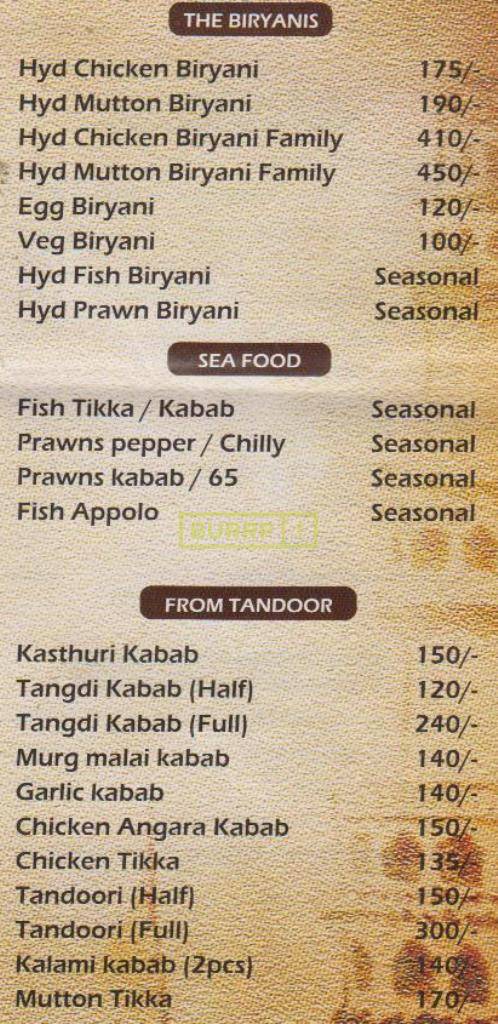 THE BIRYANIS
Hyd Chicken Biryani 175/-
Hyd Mutton Biryani 190/-
Hyd Chicken Biryani Family 410/-
Hyd Mutton Biryani Family 450/-
Egg Biryani 120/-
Veg Biryani 100/-
Hyd Fish Biryani Seasonal
Hyd Prawn Biryani Seasonal
SEA FOOD
Fish Tikka / Kabab Seasonal
Prawns pepper / Chilly Seasonal
Prawns kabab / 65 Seasonal
Fish Appolo Seasonal
BURRP!
FROM TANDOOR
Kasthuri Kabab 150/-
Tangdi Kabab (Half) 120/-
Tangdi Kabab (Full) 240/-
Murg malai kabab 140/-
Garlic kabab 140/-
Chicken Angara Kabab 150/-
Chicken Tikka 135/-
Tandoori (Half) 150/-
Tandoori (Full) 300/-
Kalami kabab (2pcs) 140/-
Mutton Tikka 170/-